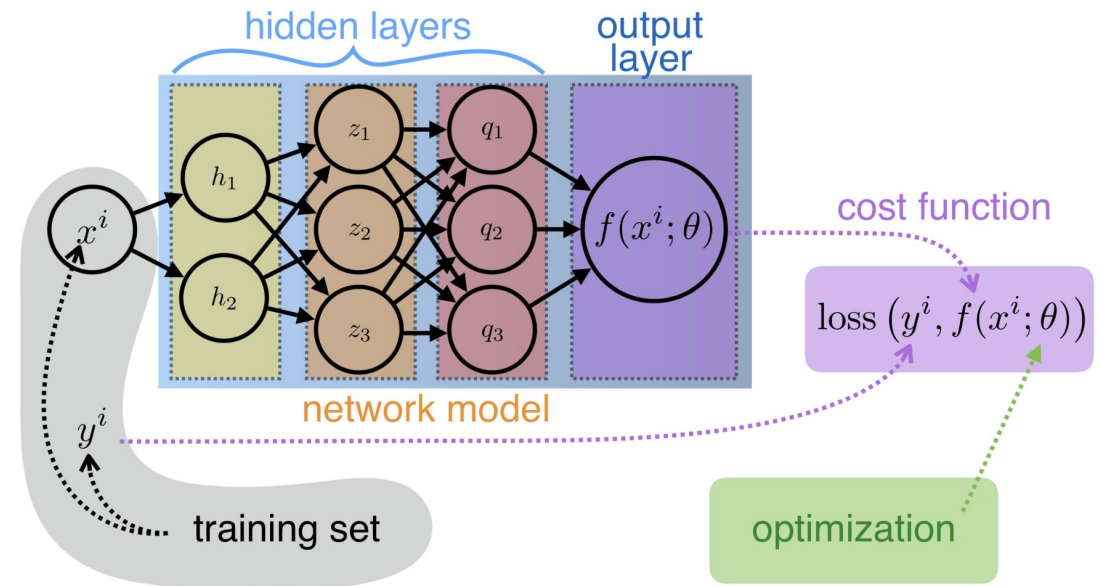 hidden layers
output
layer
h₁
h₂
z₁
z₂
z₃
q₁
q₂
q₃
xⁱ
f(xⁱ; θ)
cost function
loss (yⁱ, f(xⁱ; θ))
network model
yⁱ
training set
optimization